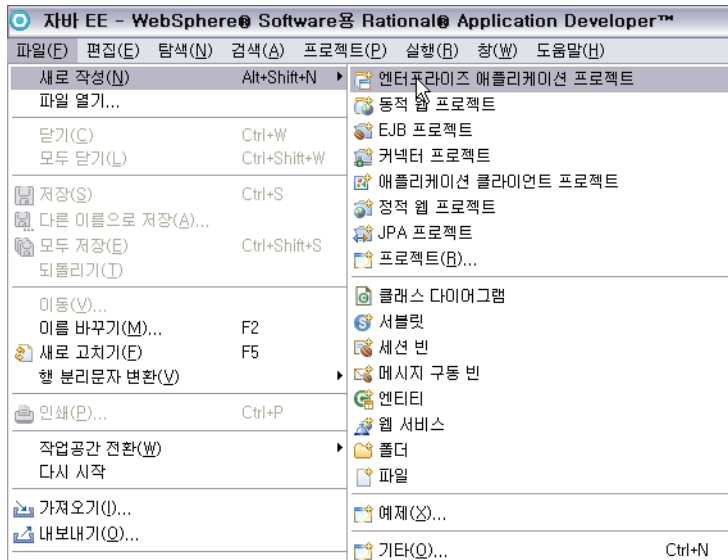 자바 EE - WebSphere® Software용 Rational® Application Developer™
파일(F) 편집(E) 탐색(N) 검색(A) 프로젝트(P) 실행(R) 창(W) 도움말(H)
새로 작성(N) Alt+Shift+N
파일 열기...
닫기(C) Ctrl+W
모두 닫기(L) Ctrl+Shift+W
저장(S) Ctrl+S
다른 이름으로 저장(A)...
모두 저장(E) Ctrl+Shift+S
되돌리기(T)
이동(V)...
이름 바꾸기(M)... F2
새로 고치기(F) F5
행 분리문자 변환(V)
인쇄(P)... Ctrl+P
작업공간 전환(W)
다시 시작
가져오기(I)...
내보내기(O)...
엔터프라이즈 애플리케이션 프로젝트
동적 웹 프로젝트
EJB 프로젝트
커넥터 프로젝트
애플리케이션 클라이언트 프로젝트
정적 웹 프로젝트
JPA 프로젝트
프로젝트(R)...
클래스 다이어그램
서블릿
세션 빈
메시지 구동 빈
엔티티
웹 서비스
폴더
파일
예제(X)...
기타(O)... Ctrl+N